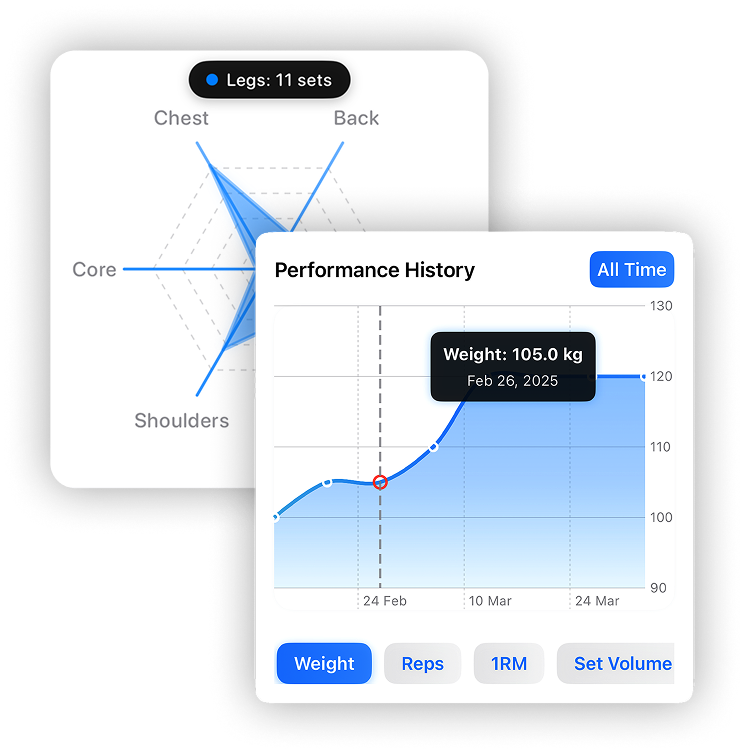 Legs: 11 sets
Chest
Back
Core
Shoulders
Performance History
All Time
130
Weight: 105.0 kg
Feb 26, 2025
120
110
100
90
24 Feb
10 Mar
24 Mar
Weight
Reps
1RM
Set Volume